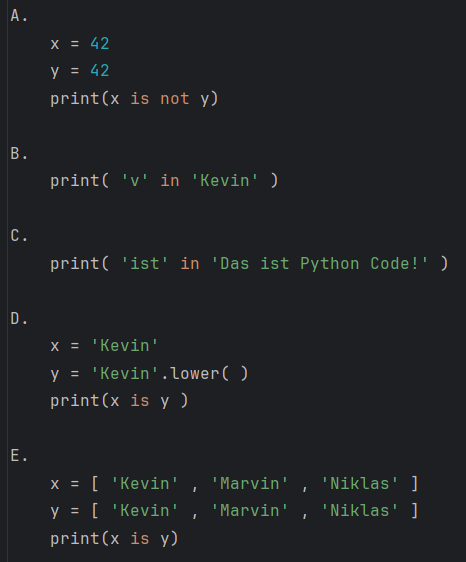 A.
x = 42
y = 42
print(x is not y)
B.
print( 'v' in 'Kevin' )
C.
print( 'ist' in 'Das ist Python Code!' )
D.
x = 'Kevin'
y = 'Kevin'.lower( )
print(x is y )
E.
x = [ 'Kevin' , 'Marvin' , 'Niklas' ]
y = [ 'Kevin' , 'Marvin' , 'Niklas' ]
print(x is y)